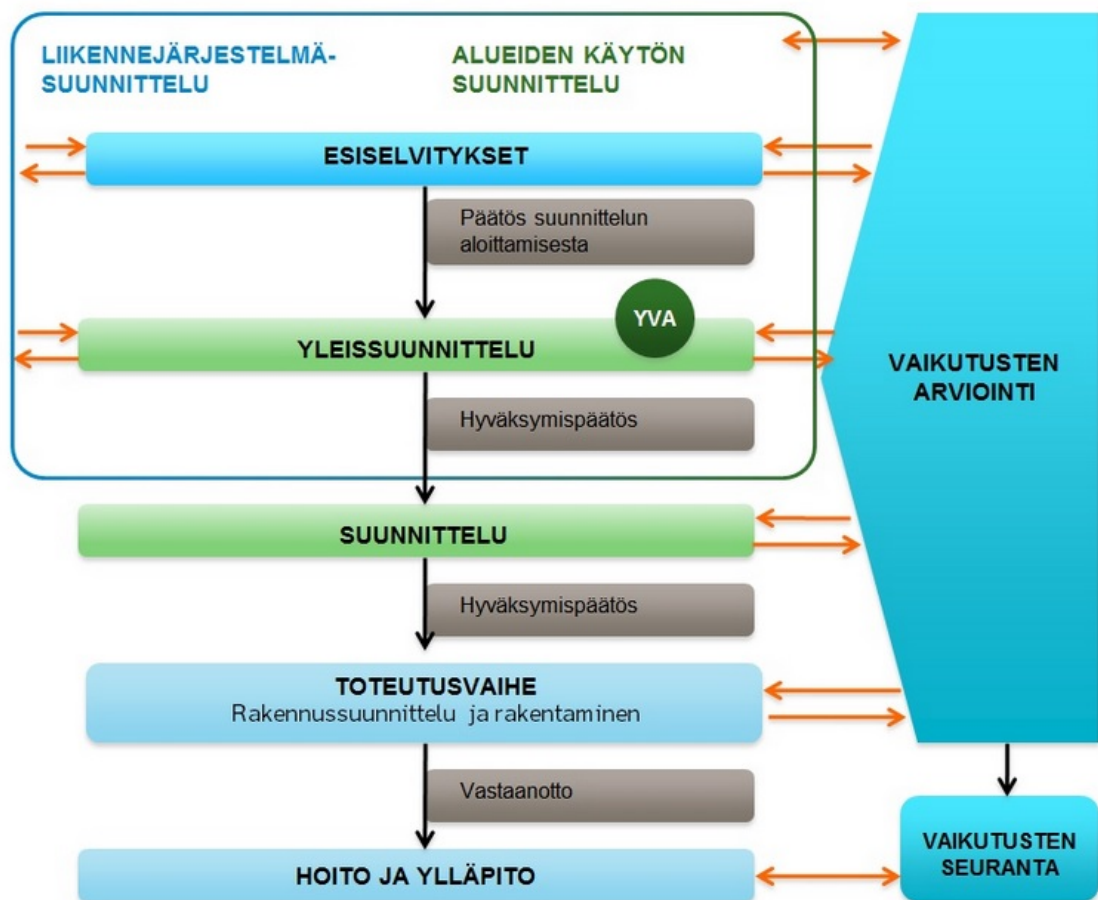 LIIKENNEJÄRJESTELMÄ-
SUUNNITTELU
ALUEIDEN KÄYTÖN
SUUNNITTELU
ESISELVITYKSET
Päätös suunnittelun
aloittamisesta
YVA
YLEISSUUNNITTELU
VAIKUTUSTEN
ARVIOINTI
Hyväksymispäätös
SUUNNITTELU
Hyväksymispäätös
TOTEUTUSVAIHE
Rakennussuunnittelu ja rakentaminen
Vastaanotto
VAIKUTUSTEN
SEURANTA
HOITO JA YLLÄPITO